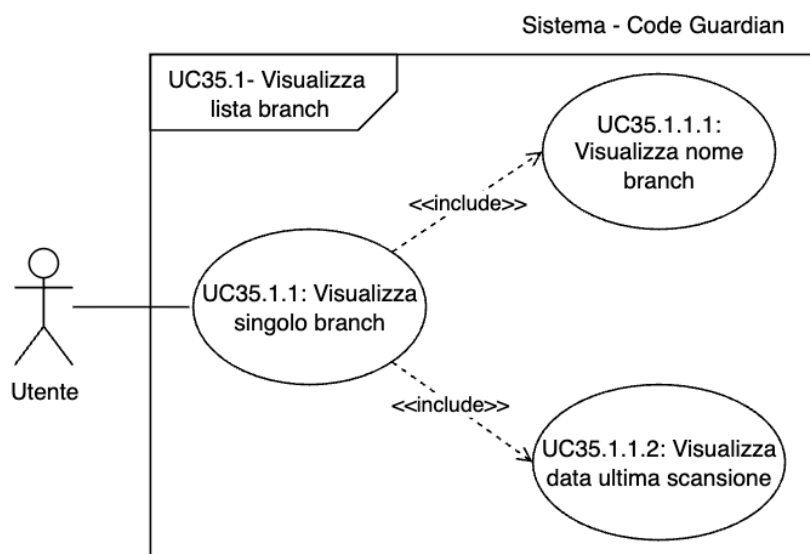 Sistema - Code Guardian
UC35.1- Visualizza
lista branch
UC35.1.1.1:
Visualizza nome
branch
<<include>>
UC35.1.1: Visualizza
singolo branch
Utente
<<include>>
UC35.1.1.2: Visualizza
data ultima scansione